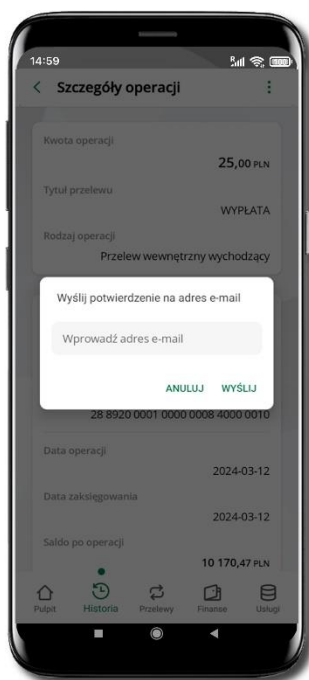 14:59
Szczegóły operacji
Kwota operacji
25,00 PLN
Tytuł przelewu
WYPŁATA
Rodzaj operacji
Przelew wewnętrzny wychodzący
Wyślij potwierdzenie na adres e-mail
Wprowadź adres e-mail
ANULUJ WYŚLIJ
28 8920 0001 0000 0008 4000 0010
Data operacji
2024-03-12
Data zaksięgowania
2024-03-12
Saldo po operacji
10 170,47 PLN
Pulpit Historia Przelewy Finanse Usługi